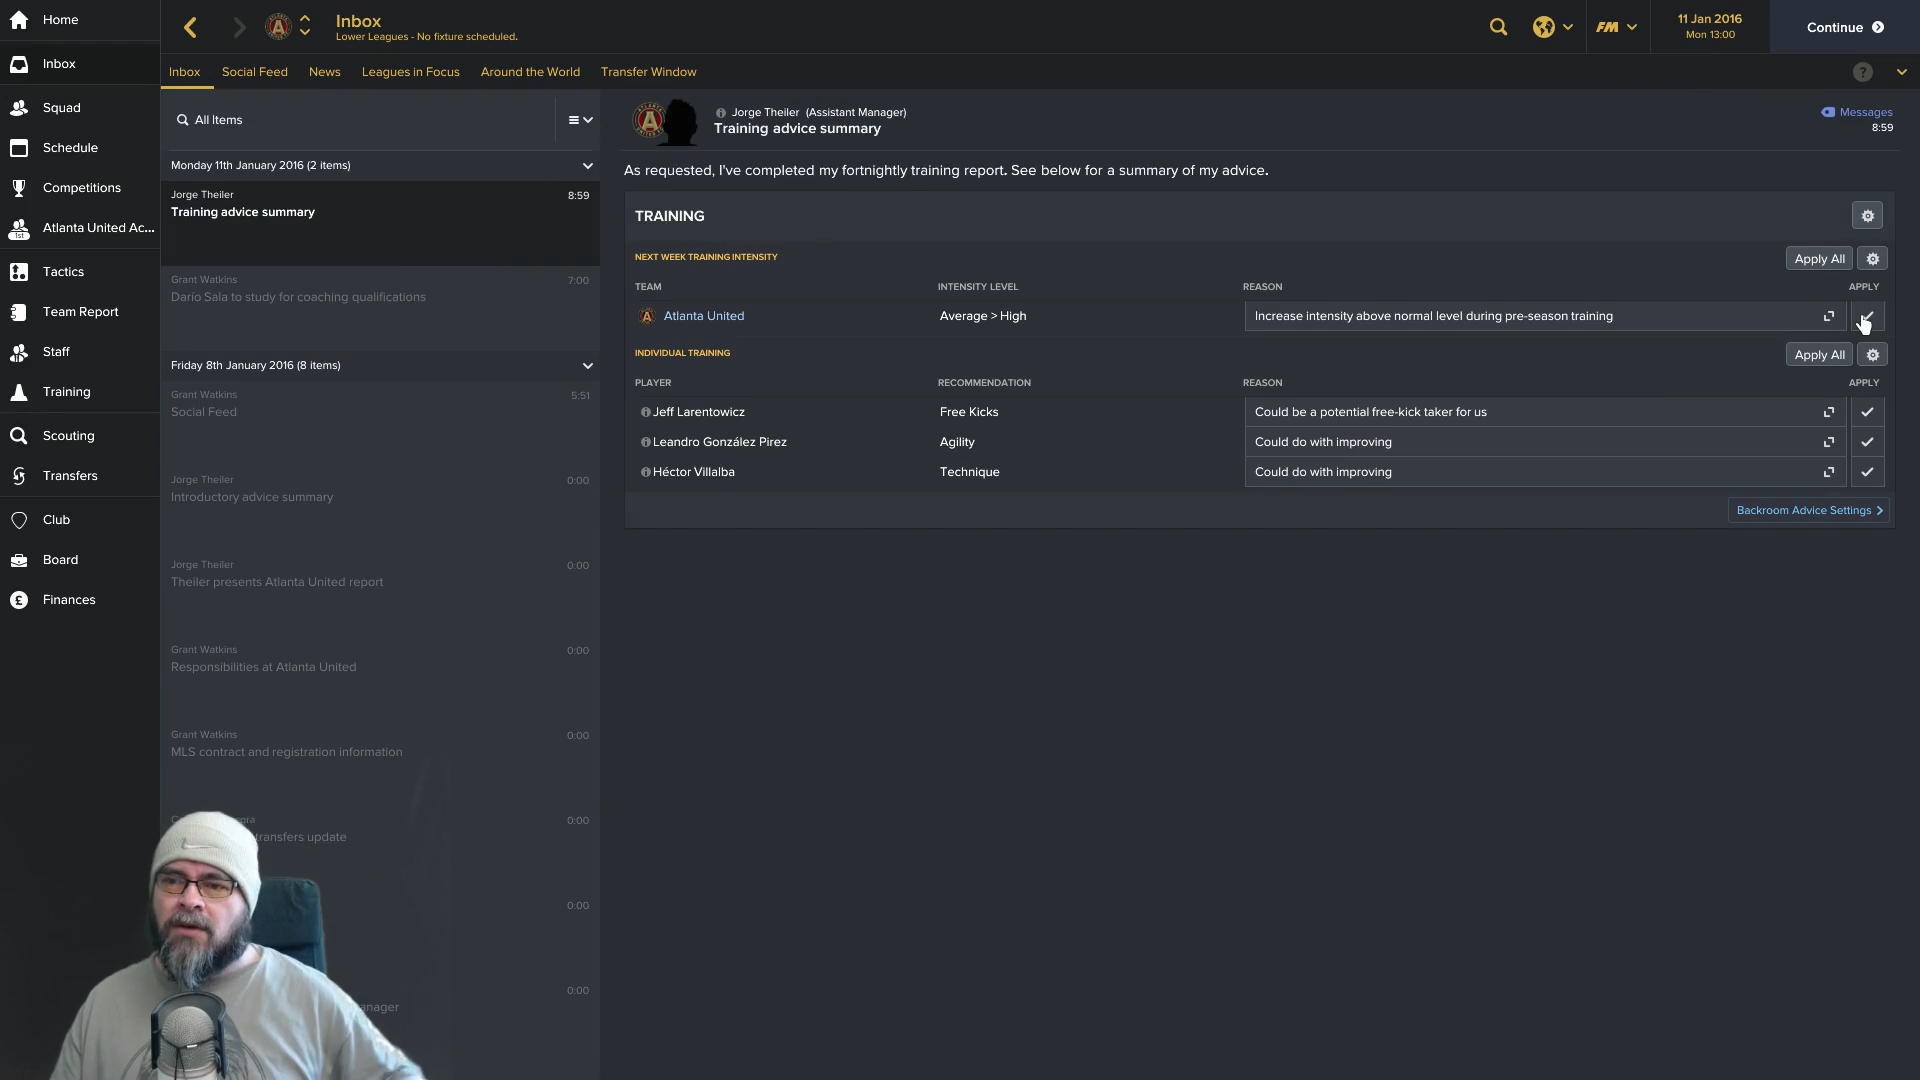 Home
Inbox
Squad
Schedule
Competitions
Atlanta United Ac...
1st
Tactics
Team Report
Staff
Training
Scouting
Transfers
Club
Board
Finances
Inbox
Lower Leagues - No fixture scheduled.
FM
11 Jan 2016
Mon 13:00
Continue
Inbox
Social Feed
News
Leagues in Focus
Around the World
Transfer Window
?
All Items
Monday 11th January 2016 (2 items)
Jorge Theiler 8:59
Training advice summary
Grant Watkins 7:00
Darío Sala to study for coaching qualifications
Friday 8th January 2016 (8 items)
Grant Watkins 5:51
Social Feed
Jorge Theiler 0:00
Introductory advice summary
Jorge Theiler 0:00
Theiler presents Atlanta United report
Grant Watkins 0:00
Responsibilities at Atlanta United
Grant Watkins 0:00
MLS contract and registration information
0:00
transfers update
0:00
0:00
anager
Jorge Theiler (Assistant Manager)
Training advice summary
Messages
8:59
As requested, I've completed my fortnightly training report. See below for a summary of my advice.
TRAINING
NEXT WEEK TRAINING INTENSITY
Apply All
TEAM INTENSITY LEVEL REASON APPLY
Atlanta United Average > High Increase intensity above normal level during pre-season training
INDIVIDUAL TRAINING
Apply All
PLAYER RECOMMENDATION REASON APPLY
Jeff Larentowicz Free Kicks Could be a potential free-kick taker for us
Leandro González Pirez Agility Could do with improving
Héctor Villalba Technique Could do with improving
Backroom Advice Settings